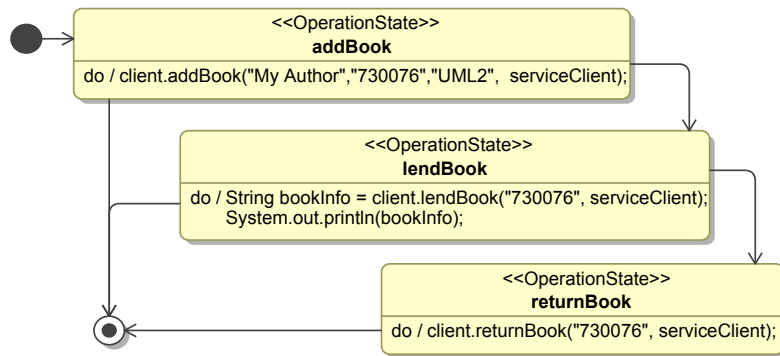 <<OperationState>>
addBook
do / client.addBook("My Author","730076","UML2",  serviceClient);
<<OperationState>>
lendBook
do / String bookInfo = client.lendBook("730076", serviceClient);
System.out.println(bookInfo);
<<OperationState>>
returnBook
do / client.returnBook("730076", serviceClient);